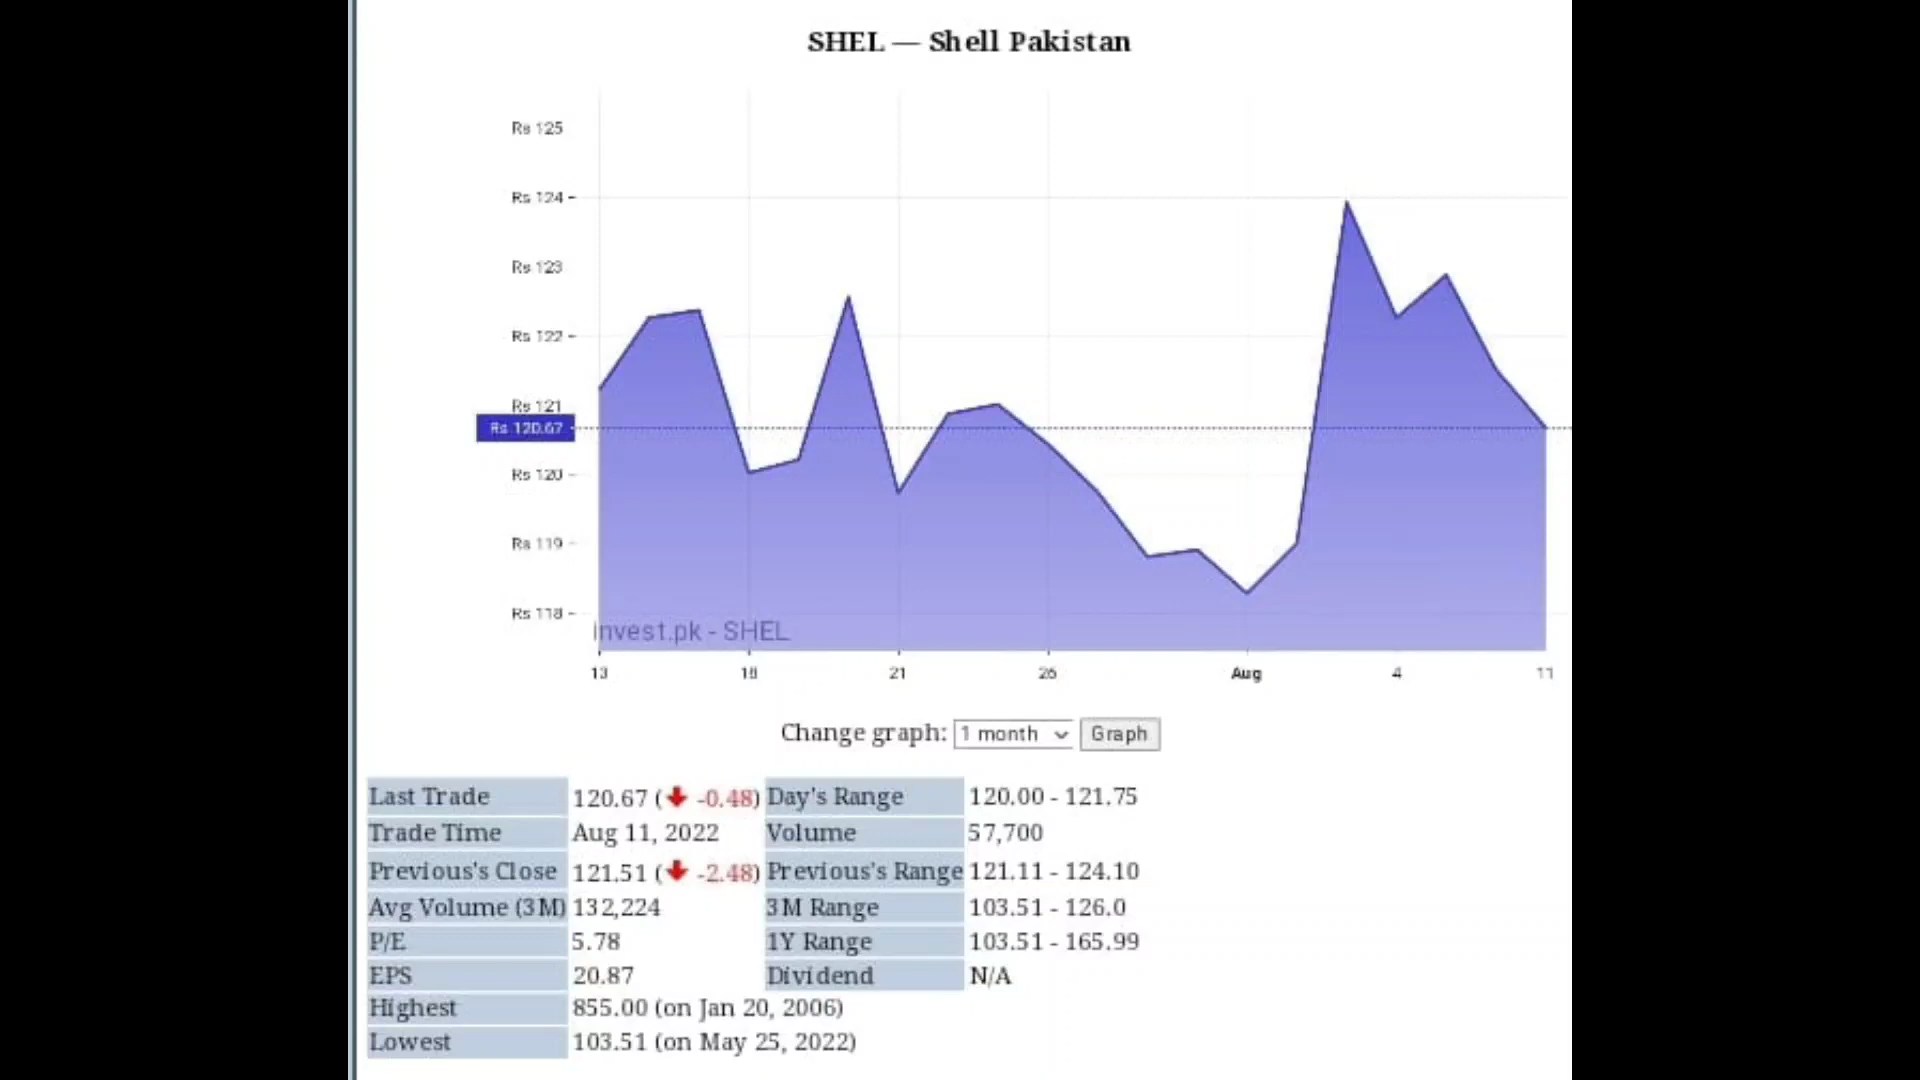 SHEL — Shell Pakistan
Rs 125
Rs 124
Rs 123
Rs 122
Rs 121
Rs 120.67
Rs 120
Rs 119
Rs 118
invest.pk - SHEL
13 18 21 26 Aug 4 11
Change graph: 1 month Graph
Last Trade 120.67 ( -0.48) Day's Range 120.00 - 121.75
Trade Time Aug 11, 2022 Volume 57,700
Previous's Close 121.51 ( -2.48) Previous's Range 121.11 - 124.10
Avg Volume (3M) 132,224 3M Range 103.51 - 126.0
P/E 5.78 1Y Range 103.51 - 165.99
EPS 20.87 Dividend N/A
Highest 855.00 (on Jan 20, 2006)
Lowest 103.51 (on May 25, 2022)